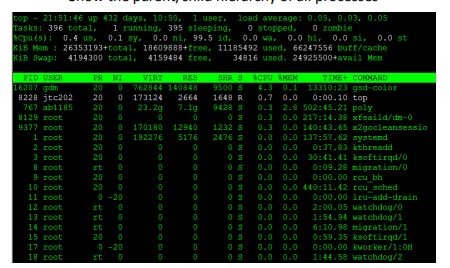 Show the parent/child hierarchy of all processes
top - 21:51:46 up 432 days, 10:50, 1 user, load average: 0.05, 0.03, 0.05
Tasks: 396 total, 1 running, 395 sleeping, 0 stopped, 0 zombie
%Cpu(s): 0.4 us, 0.1 sy, 0.0 ni, 99.5 id, 0.0 wa, 0.0 hi, 0.0 si, 0.0 st
KiB Mem : 26353193+total, 18609888+free, 11185492 used, 66247556 buff/cache
KiB Swap: 4194300 total, 4159484 free, 34816 used. 24925500+avail Mem
PID USER PR NI VIRT RES SHR S %CPU %MEM TIME+ COMMAND
16207 gdm 20 0 762844 140848 9500 S 4.3 0.1 13310:23 gsd-color
8228 jtc202 20 0 173124 2664 1648 R 0.7 0.0 0:00.10 top
767 ab1185 20 0 23.2g 7.1g 9428 S 0.3 2.8 502:45.21 poly
8129 root 20 0 0 0 0 S 0.3 0.0 217:14.38 xfsaild/dm-0
9377 root 20 0 170180 12940 1232 S 0.3 0.0 140:43.65 x2gocleansessio
1 root 20 0 192276 5176 2476 S 0.0 0.0 137:57.62 systemd
2 root 20 0 0 0 0 S 0.0 0.0 0:37.83 kthreadd
3 root 20 0 0 0 0 S 0.0 0.0 30:41.41 ksoftirqd/0
8 root rt 0 0 0 0 S 0.0 0.0 0:09.28 migration/0
9 root 20 0 0 0 0 S 0.0 0.0 0:00.00 rcu_bh
10 root 20 0 0 0 0 S 0.0 0.0 440:11.42 rcu_sched
11 root 0 -20 0 0 0 S 0.0 0.0 0:00.00 lru-add-drain
12 root rt 0 0 0 0 S 0.0 0.0 2:00.05 watchdog/0
13 root rt 0 0 0 0 S 0.0 0.0 1:54.94 watchdog/1
14 root rt 0 0 0 0 S 0.0 0.0 6:10.98 migration/1
15 root 20 0 0 0 0 S 0.0 0.0 0:59.35 ksoftirqd/1
17 root 0 -20 0 0 0 S 0.0 0.0 0:00.00 kworker/1:0H
18 root rt 0 0 0 0 S 0.0 0.0 1:44.58 watchdog/2